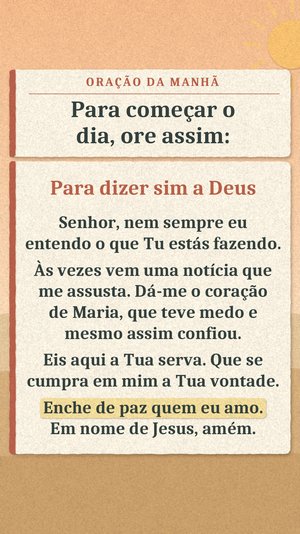 ORAÇÃO DA MANHÃ
Para começar o
dia, ore assim:
Para dizer sim a Deus
Senhor, nem sempre eu
entendo o que Tu estás fazendo.
Às vezes vem uma notícia que
me assusta. Dá-me o coração
de Maria, que teve medo e
mesmo assim confiou.
Eis aqui a Tua serva. Que se
cumpra em mim a Tua vontade.
Enche de paz quem eu amo.
Em nome de Jesus, amém.